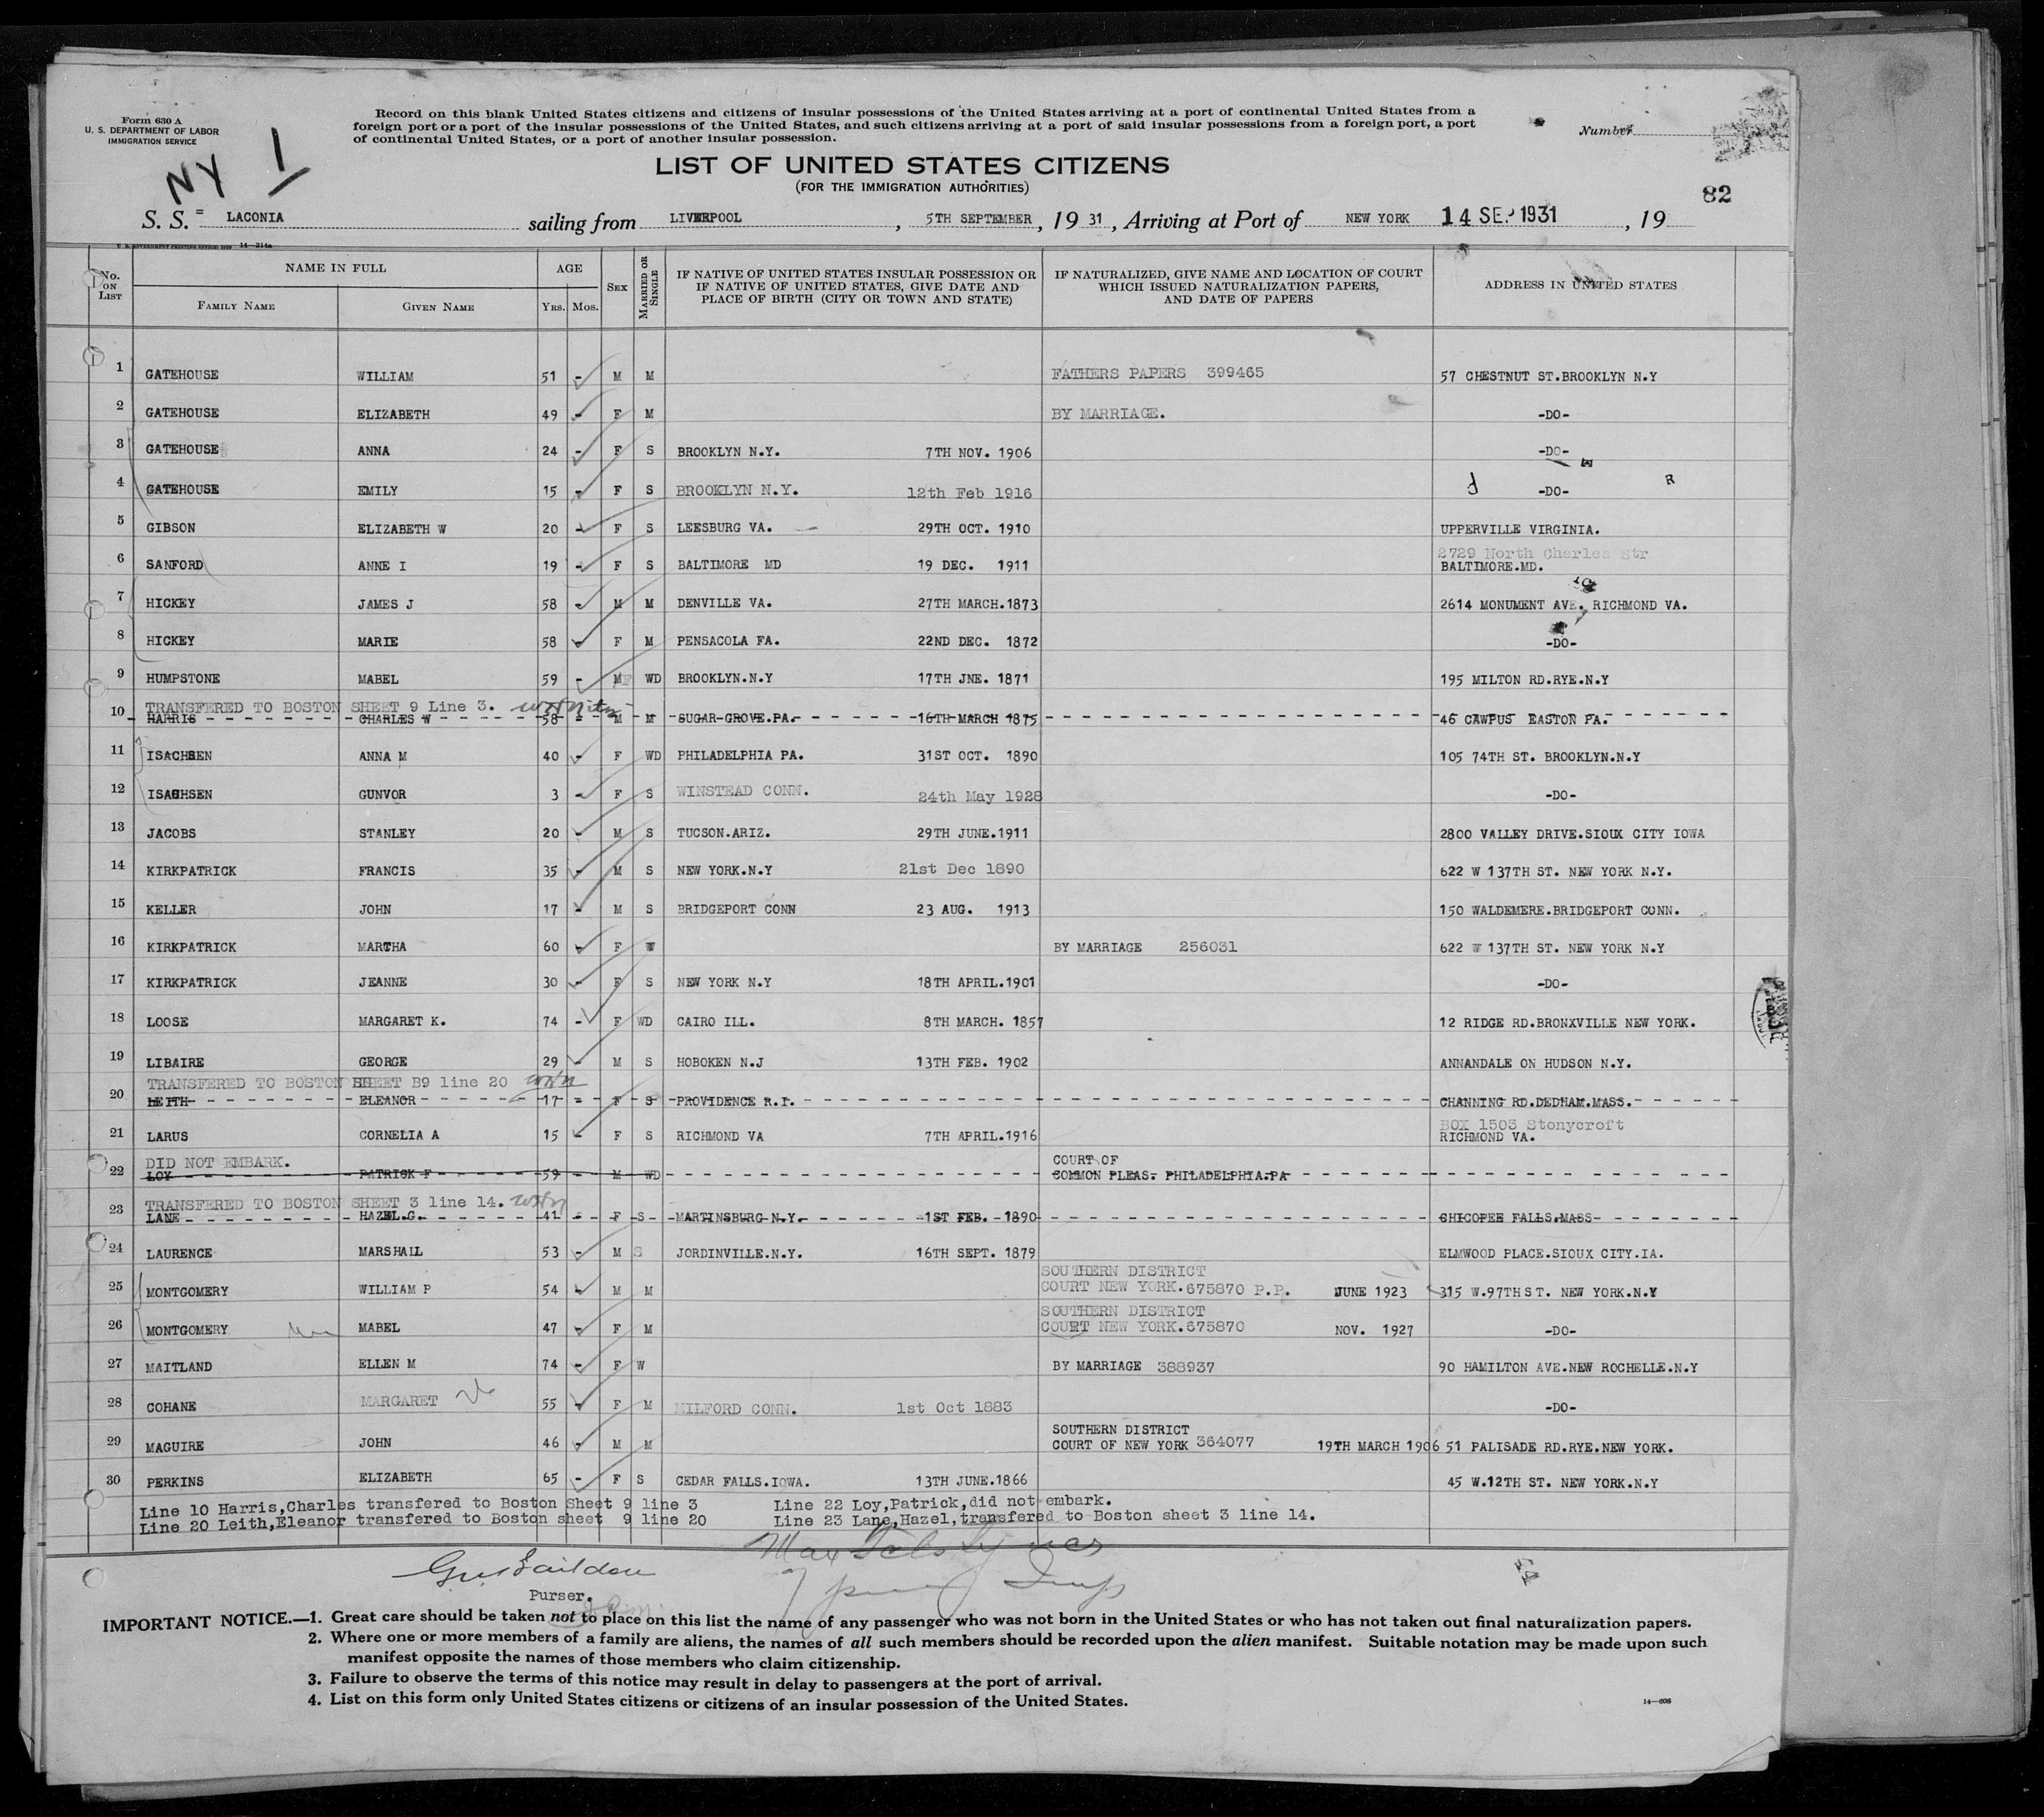 Form 630 A
U. S. DEPARTMENT OF LABOR
IMMIGRATION SERVICE
NY 1
Record on this blank United States citizens and citizens of insular possessions of the United States arriving at a port of continental United States from a
foreign port or a port of the insular possessions of the United States, and such citizens arriving at a port of said insular possessions from a foreign port, a port
of continental United States, or a port of another insular possession.
Number
LIST OF UNITED STATES CITIZENS
(FOR THE IMMIGRATION AUTHORITIES)
82
S. S. LACONIA sailing from LIVERPOOL, 5TH SEPTEMBER, 19 31, Arriving at Port of NEW YORK 14 SEP 1931, 19
14-214a
No. ON LIST
NAME IN FULL
FAMILY NAME GIVEN NAME
AGE
YRS. MOS.
SEX
MARRIED OR SINGLE
IF NATIVE OF UNITED STATES INSULAR POSSESSION OR
IF NATIVE OF UNITED STATES, GIVE DATE AND
PLACE OF BIRTH (CITY OR TOWN AND STATE)
IF NATURALIZED, GIVE NAME AND LOCATION OF COURT
WHICH ISSUED NATURALIZATION PAPERS,
AND DATE OF PAPERS
ADDRESS IN UNITED STATES
1 GATEHOUSE WILLIAM 51 - M M FATHERS PAPERS 399465 57 CHESTNUT ST.BROOKLYN N.Y
2 GATEHOUSE ELIZABETH 49 - F M BY MARRIAGE. -DO-
3 GATEHOUSE ANNA 24 - F S BROOKLYN N.Y. 7TH NOV. 1906 -DO-
4 GATEHOUSE EMILY 15 - F S BROOKLYN N.Y. 12th Feb 1916 -DO-
5 GIBSON ELIZABETH W 20 - F S LEESBURG VA. 29TH OCT. 1910 UPPERVILLE VIRGINIA.
2729 North Charles Str
6 SANFORD ANNE I 19 - F S BALTIMORE MD 19 DEC. 1911 BALTIMORE.MD.
7 HICKEY JAMES J 58 - M M DENVILLE VA. 27TH MARCH.1873 2614 MONUMENT AVE. RICHMOND VA.
8 HICKEY MARIE 58 - F M PENSACOLA FA. 22ND DEC. 1872 -DO-
9 HUMPSTONE MABEL 59 - MF WD BROOKLYN.N.Y 17TH JNE. 1871 195 MILTON RD.RYE.N.Y
TRANSFERED TO BOSTON SHEET 9 Line 3.
10 HARRIS CHARLES W 58 - M M SUGAR GROVE.PA. 16TH MARCH 1875 46 CAWPUS EASTON PA.
11 ISACHSEN ANNA M 40 - F WD PHILADELPHIA PA. 31ST OCT. 1890 105 74TH ST. BROOKLYN.N.Y
12 ISACHSEN GUNVOR 3 - F S WINSTEAD CONN. 24th May 1928 -DO-
13 JACOBS STANLEY 20 - M S TUCSON.ARIZ. 29TH JUNE.1911 2800 VALLEY DRIVE.SIOUX CITY IOWA
14 KIRKPATRICK FRANCIS 35 - M S NEW YORK.N.Y 21st Dec 1890 622 W 137TH ST. NEW YORK N.Y.
15 KELLER JOHN 17 - M S BRIDGEPORT CONN 23 AUG. 1913 150 WALDEMERE.BRIDGEPORT CONN.
16 KIRKPATRICK MARTHA 60 - F W BY MARRIAGE 256031 622 W 137TH ST. NEW YORK N.Y
17 KIRKPATRICK JEANNE 30 - F S NEW YORK N.Y 18TH APRIL.1901 -DO-
18 LOOSE MARGARET K. 74 - F WD CAIRO ILL. 8TH MARCH. 1857 12 RIDGE RD.BRONXVILLE NEW YORK.
19 LIBAIRE GEORGE 29 - M S HOBOKEN N.J 13TH FEB. 1902 ANNANDALE ON HUDSON N.Y.
TRANSFERED TO BOSTON SHEET B9 line 20
20 LEITH ELEANOR 17 - F S PROVIDENCE R.I. CHANNING RD.DEDHAM.MASS.
BOX 1503 Stonycroft
21 LARUS CORNELIA A 15 - F S RICHMOND VA 7TH APRIL.1916 RICHMOND VA.
DID NOT EMBARK. COURT OF
22 LOY PATRICK F 59 - M WD COMMON PLEAS. PHILADELPHIA.PA
TRANSFERED TO BOSTON SHEET 3 line 14.
23 LANE HAZEL.G. 41 - F S MARTINSBURG N.Y. 1ST FEB. 1890 CHICOPEE FALLS.MASS
24 LAURENCE MARSHALL 53 - M S JORDINVILLE.N.Y. 16TH SEPT. 1879 ELMWOOD PLACE.SIOUX CITY.IA.
SOUTHERN DISTRICT
25 MONTGOMERY WILLIAM P 54 - M M COURT NEW YORK.675870 P.P. JUNE 1923 315 W.97TH ST. NEW YORK.N.Y
SOUTHERN DISTRICT
26 MONTGOMERY MABEL 47 - F M COURT NEW YORK.675870 NOV. 1927 -DO-
27 MAITLAND ELLEN M 74 - F W BY MARRIAGE 388937 90 HAMILTON AVE.NEW ROCHELLE.N.Y
28 COHANE MARGARET 55 - F M MILFORD CONN. 1st Oct 1883 -DO-
SOUTHERN DISTRICT
29 MAGUIRE JOHN 46 - M M COURT OF NEW YORK 364077 19TH MARCH 1906 51 PALISADE RD.RYE.NEW YORK.
30 PERKINS ELIZABETH 65 - F S CEDAR FALLS.IOWA. 13TH JUNE.1866 45 W.12TH ST. NEW YORK.N.Y
Line 10 Harris,Charles transfered to Boston Sheet 9 line 3 Line 22 Loy,Patrick,did not embark.
Line 20 Leith,Eleanor transfered to Boston sheet 9 line 20 Line 23 Lane,Hazel,transfered to Boston sheet 3 line 14.
Purser.
IMPORTANT NOTICE.—1. Great care should be taken not to place on this list the name of any passenger who was not born in the United States or who has not taken out final naturalization papers.
2. Where one or more members of a family are aliens, the names of all such members should be recorded upon the alien manifest. Suitable notation may be made upon such
manifest opposite the names of those members who claim citizenship.
3. Failure to observe the terms of this notice may result in delay to passengers at the port of arrival.
4. List on this form only United States citizens or citizens of an insular possession of the United States.
14—608